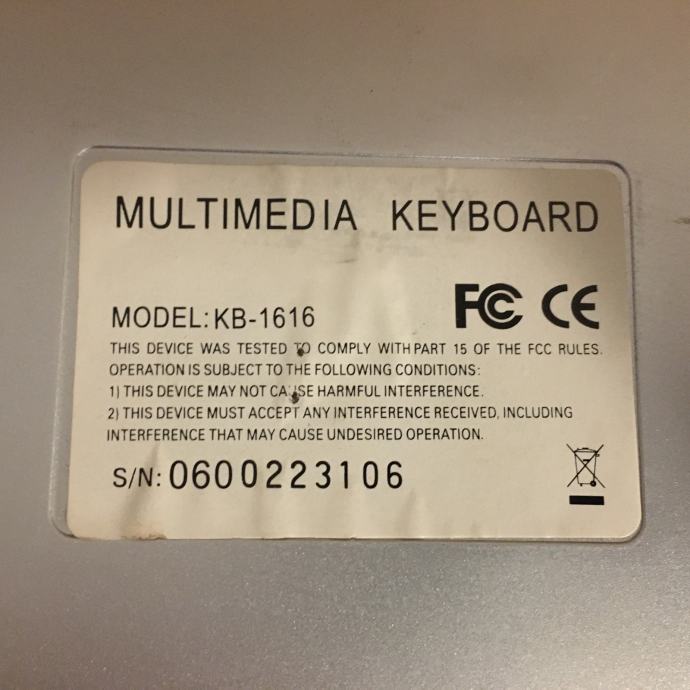 MULTIMEDIA KEYBOARD
MODEL: KB-1616
FC CE
THIS DEVICE WAS TESTED TO COMPLY WITH PART 15 OF THE FCC RULES.
OPERATION IS SUBJECT TO THE FOLLOWING CONDITIONS:
1) THIS DEVICE MAY NOT CAUSE HARMFUL INTERFERENCE.
2) THIS DEVICE MUST ACCEPT ANY INTERFERENCE RECEIVED, INCLUDING
INTERFERENCE THAT MAY CAUSE UNDESIRED OPERATION.
S/N: 0600223106